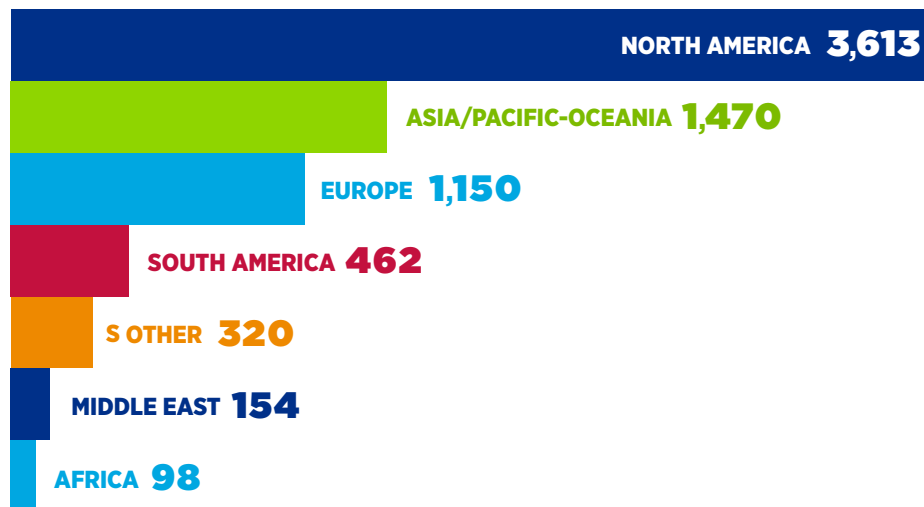 NORTH AMERICA 3,613
ASIA/PACIFIC-OCEANIA 1,470
EUROPE 1,150
SOUTH AMERICA 462
S OTHER 320
MIDDLE EAST 154
AFRICA 98